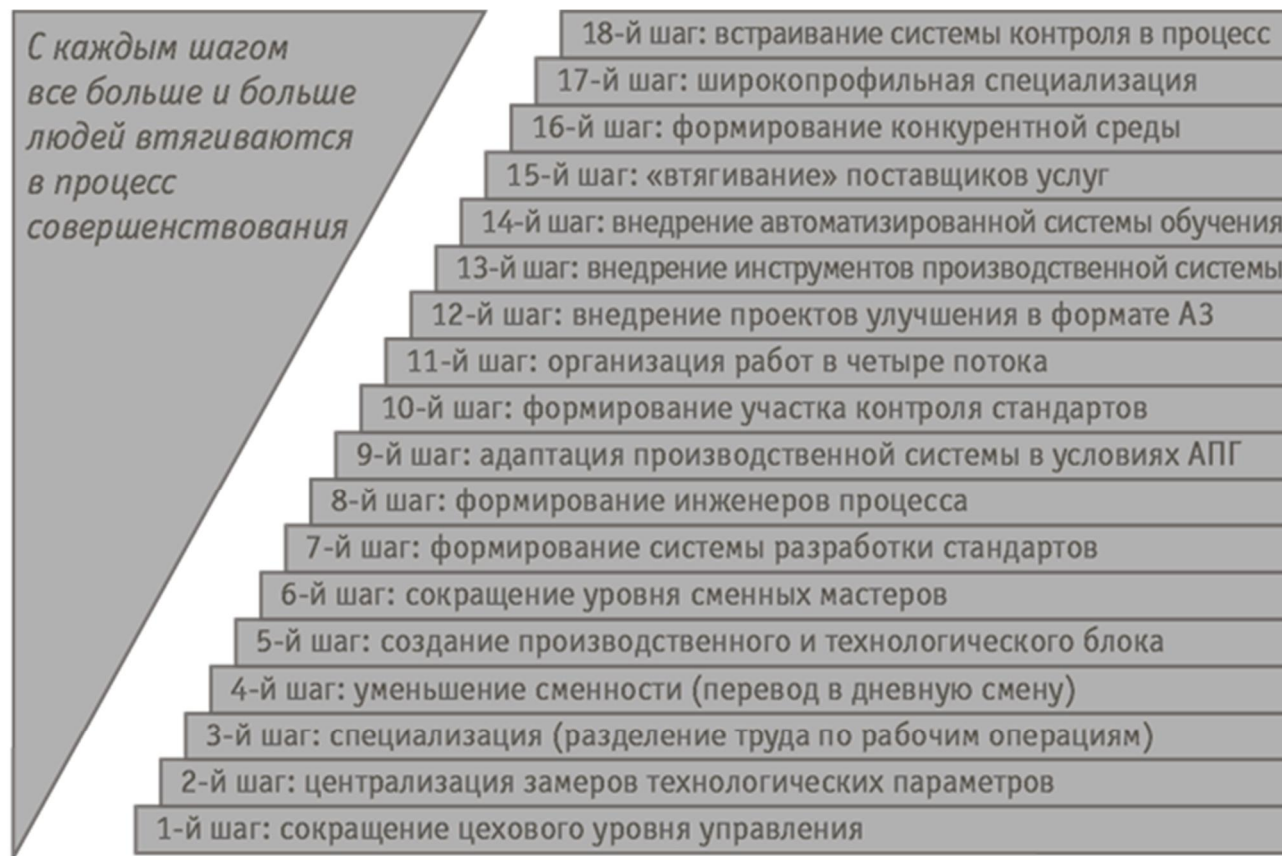 С каждым шагом
все больше и больше
людей втягиваются
в процесс
совершенствования
18-й шаг: встраивание системы контроля в процесс
17-й шаг: широкопрофильная специализация
16-й шаг: формирование конкурентной среды
15-й шаг: «втягивание» поставщиков услуг
14-й шаг: внедрение автоматизированной системы обучения
13-й шаг: внедрение инструментов производственной системы
12-й шаг: внедрение проектов улучшения в формате А3
11-й шаг: организация работ в четыре потока
10-й шаг: формирование участка контроля стандартов
9-й шаг: адаптация производственной системы в условиях АПГ
8-й шаг: формирование инженеров процесса
7-й шаг: формирование системы разработки стандартов
6-й шаг: сокращение уровня сменных мастеров
5-й шаг: создание производственного и технологического блока
4-й шаг: уменьшение сменности (перевод в дневную смену)
3-й шаг: специализация (разделение труда по рабочим операциям)
2-й шаг: централизация замеров технологических параметров
1-й шаг: сокращение цехового уровня управления